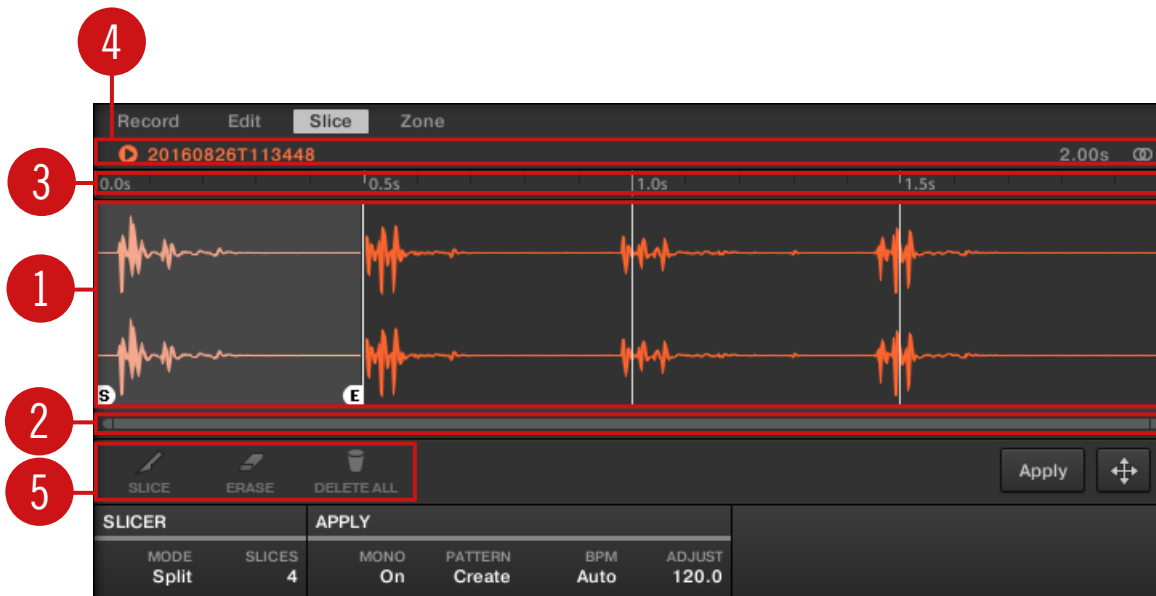 4
Record Edit Slice Zone
20160826T113448 2.00s
3
0.0s 0.5s 1.0s 1.5s
1
S E
2
5
SLICE ERASE DELETE ALL Apply
SLICER APPLY
MODE SLICES MONO PATTERN BPM ADJUST
Split 4 On Create Auto 120.0